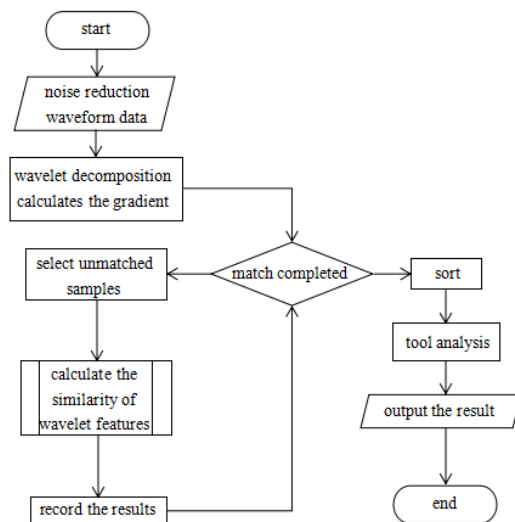 start
noise reduction
waveform data
wavelet decomposition
calculates the gradient
match completed
select unmatched
samples
calculate the
similarity of
wavelet features
record the results
sort
tool analysis
output the result
end